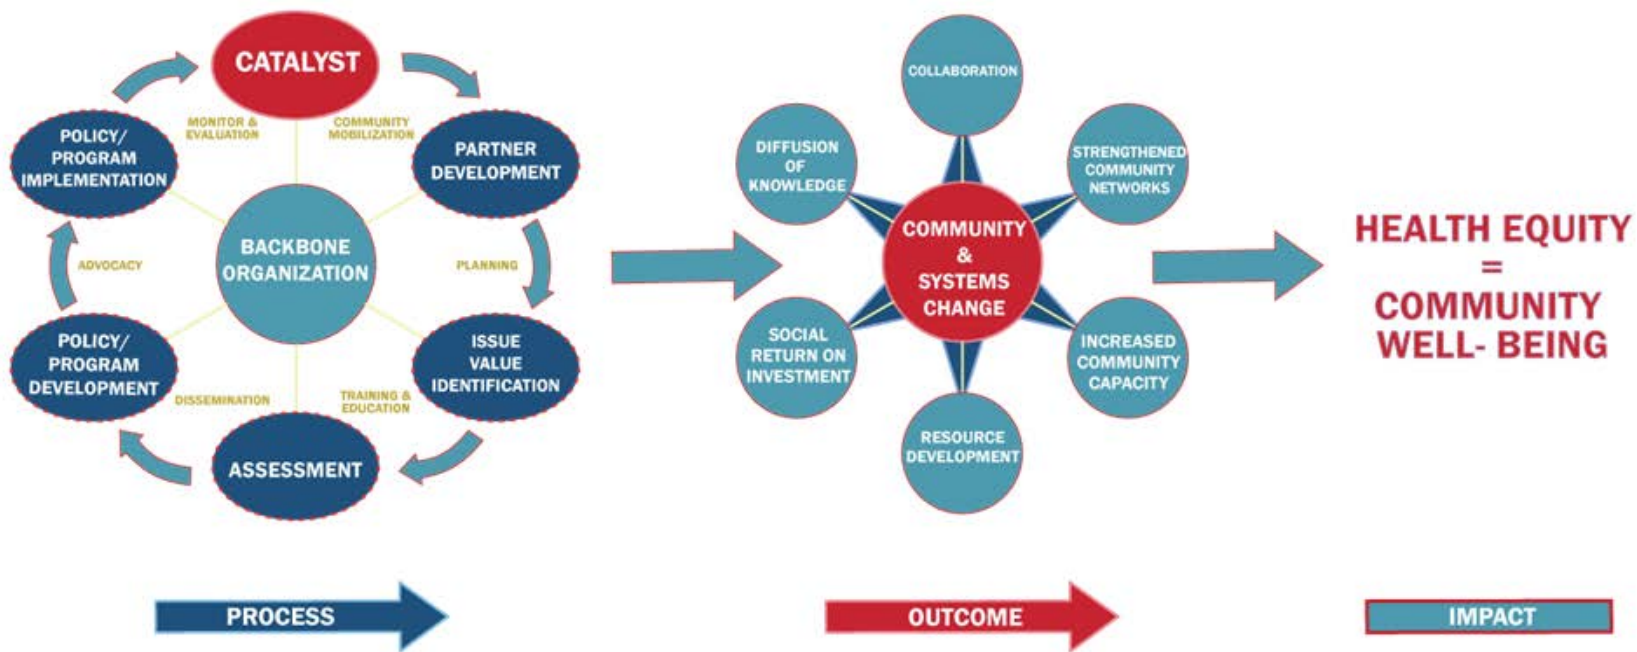 CATALYST
MONITOR &
EVALUATION
COMMUNITY
MOBILIZATION
POLICY/
PROGRAM
IMPLEMENTATION
PARTNER
DEVELOPMENT
BACKBONE
ORGANIZATION
ADVOCACY
PLANNING
POLICY/
PROGRAM
DEVELOPMENT
ISSUE
VALUE
IDENTIFICATION
DISSEMINATION
TRAINING &
EDUCATION
ASSESSMENT
COLLABORATION
DIFFUSION
OF
KNOWLEDGE
STRENGTHENED
COMMUNITY
NETWORKS
COMMUNITY
&
SYSTEMS
CHANGE
SOCIAL
RETURN ON
INVESTMENT
INCREASED
COMMUNITY
CAPACITY
RESOURCE
DEVELOPMENT
HEALTH EQUITY
=
COMMUNITY
WELL- BEING
PROCESS
OUTCOME
IMPACT